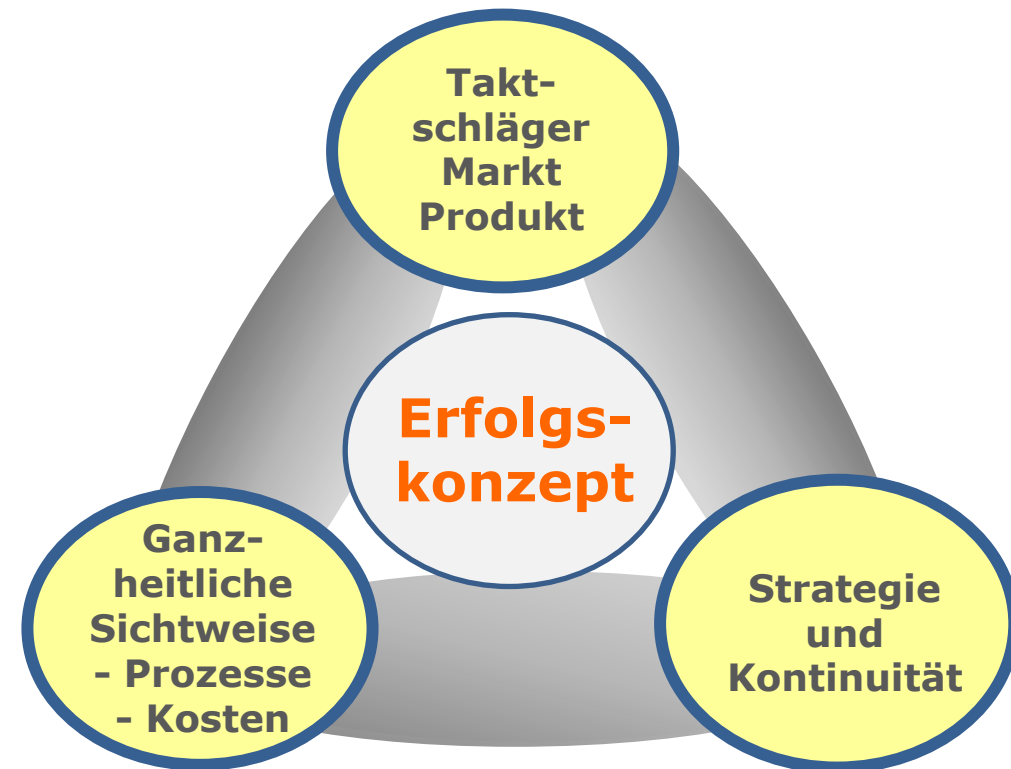 Takt-
schläger
Markt
Produkt
Erfolgs-
konzept
Ganz-
heitliche
Sichtweise
- Prozesse
- Kosten
Strategie
und
Kontinuität